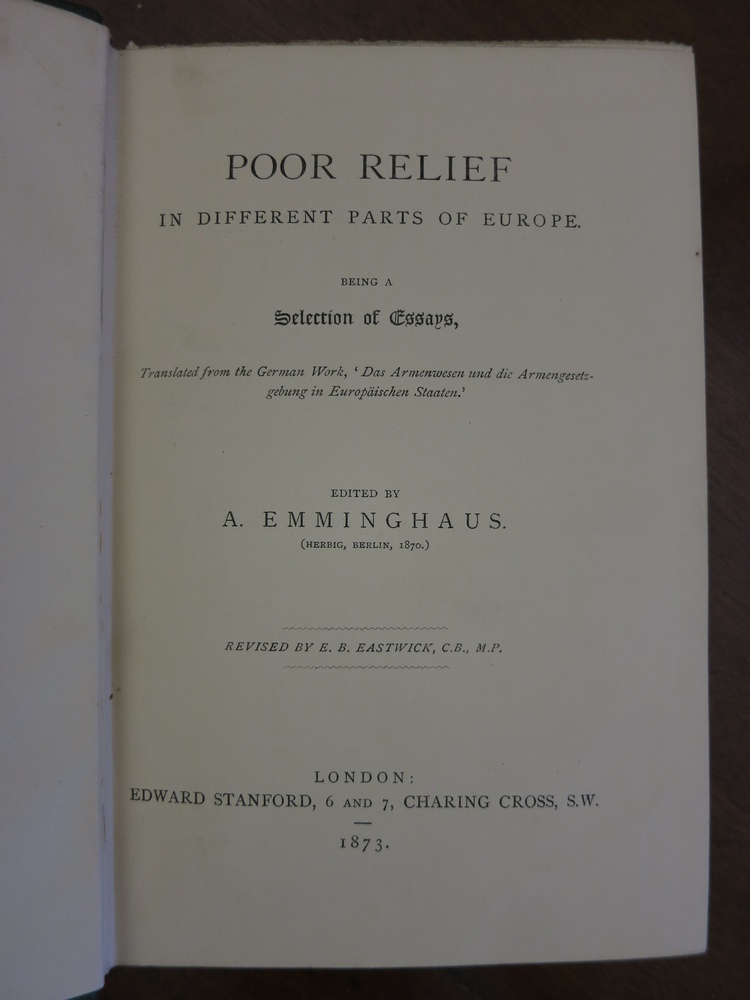 POOR RELIEF
IN DIFFERENT PARTS OF EUROPE.
BEING A
Selection of Essays,
Translated from the German Work, ‘Das Armenwesen und die Armengesetz-
gebung in Europäischen Staaten.’
EDITED BY
A. EMMINGHAUS.
(HERBIG, BERLIN, 1870.)
REVISED BY E. B. EASTWICK, C.B., M.P.
LONDON:
EDWARD STANFORD, 6 AND 7, CHARING CROSS, S.W.
1873.